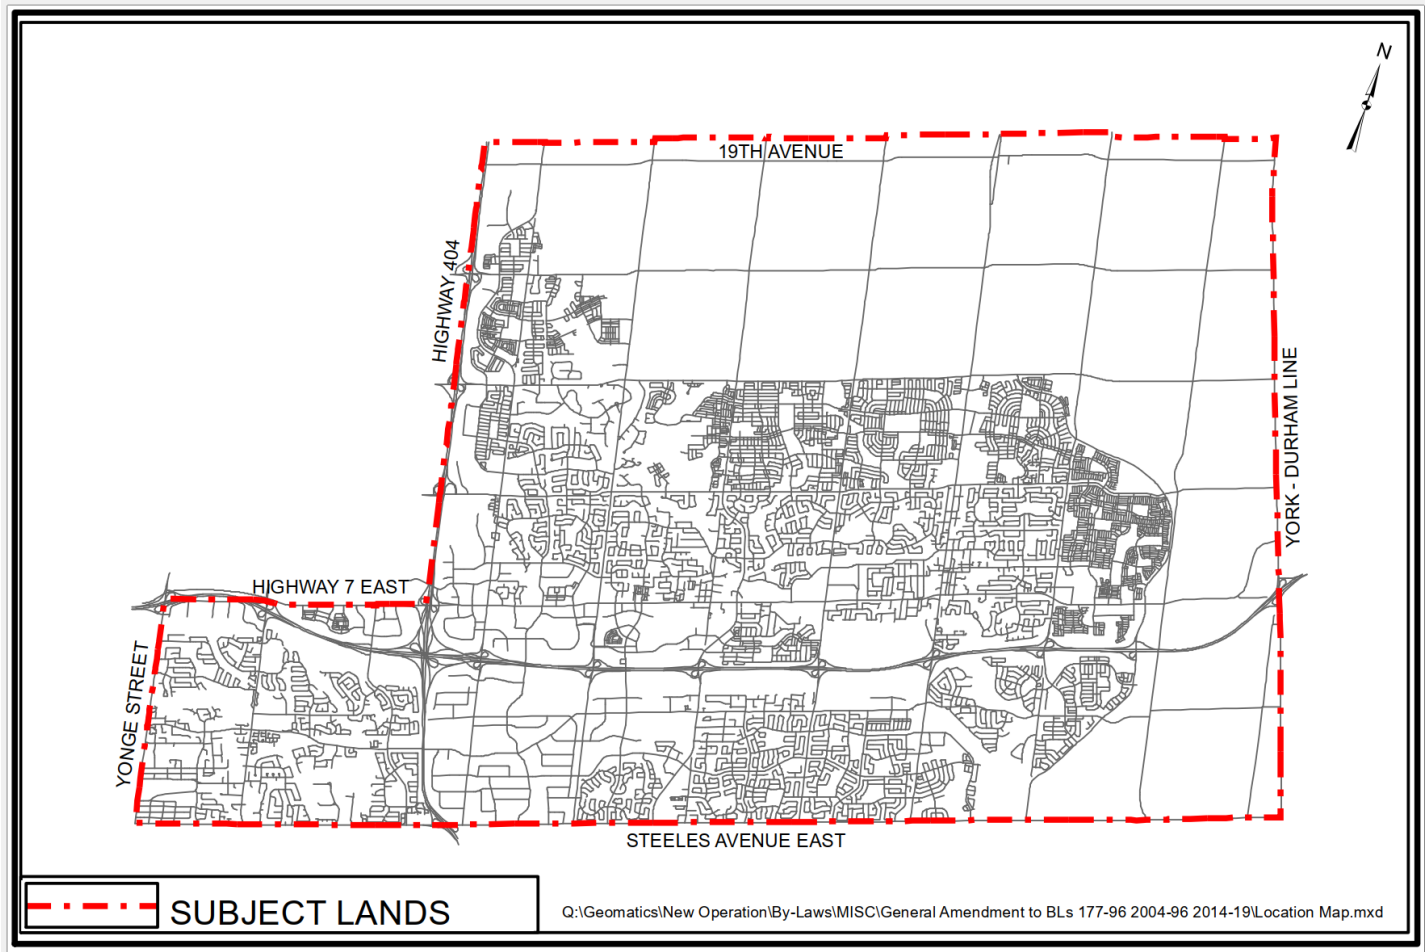 N
19TH AVENUE
HIGHWAY 404
YORK - DURHAM LINE
HIGHWAY 7 EAST
YONGE STREET
STEELES AVENUE EAST
SUBJECT LANDS
Q:\Geomatics\New Operation\By-Laws\MISC\General Amendment to BLs 177-96 2004-96 2014-19\Location Map.mxd